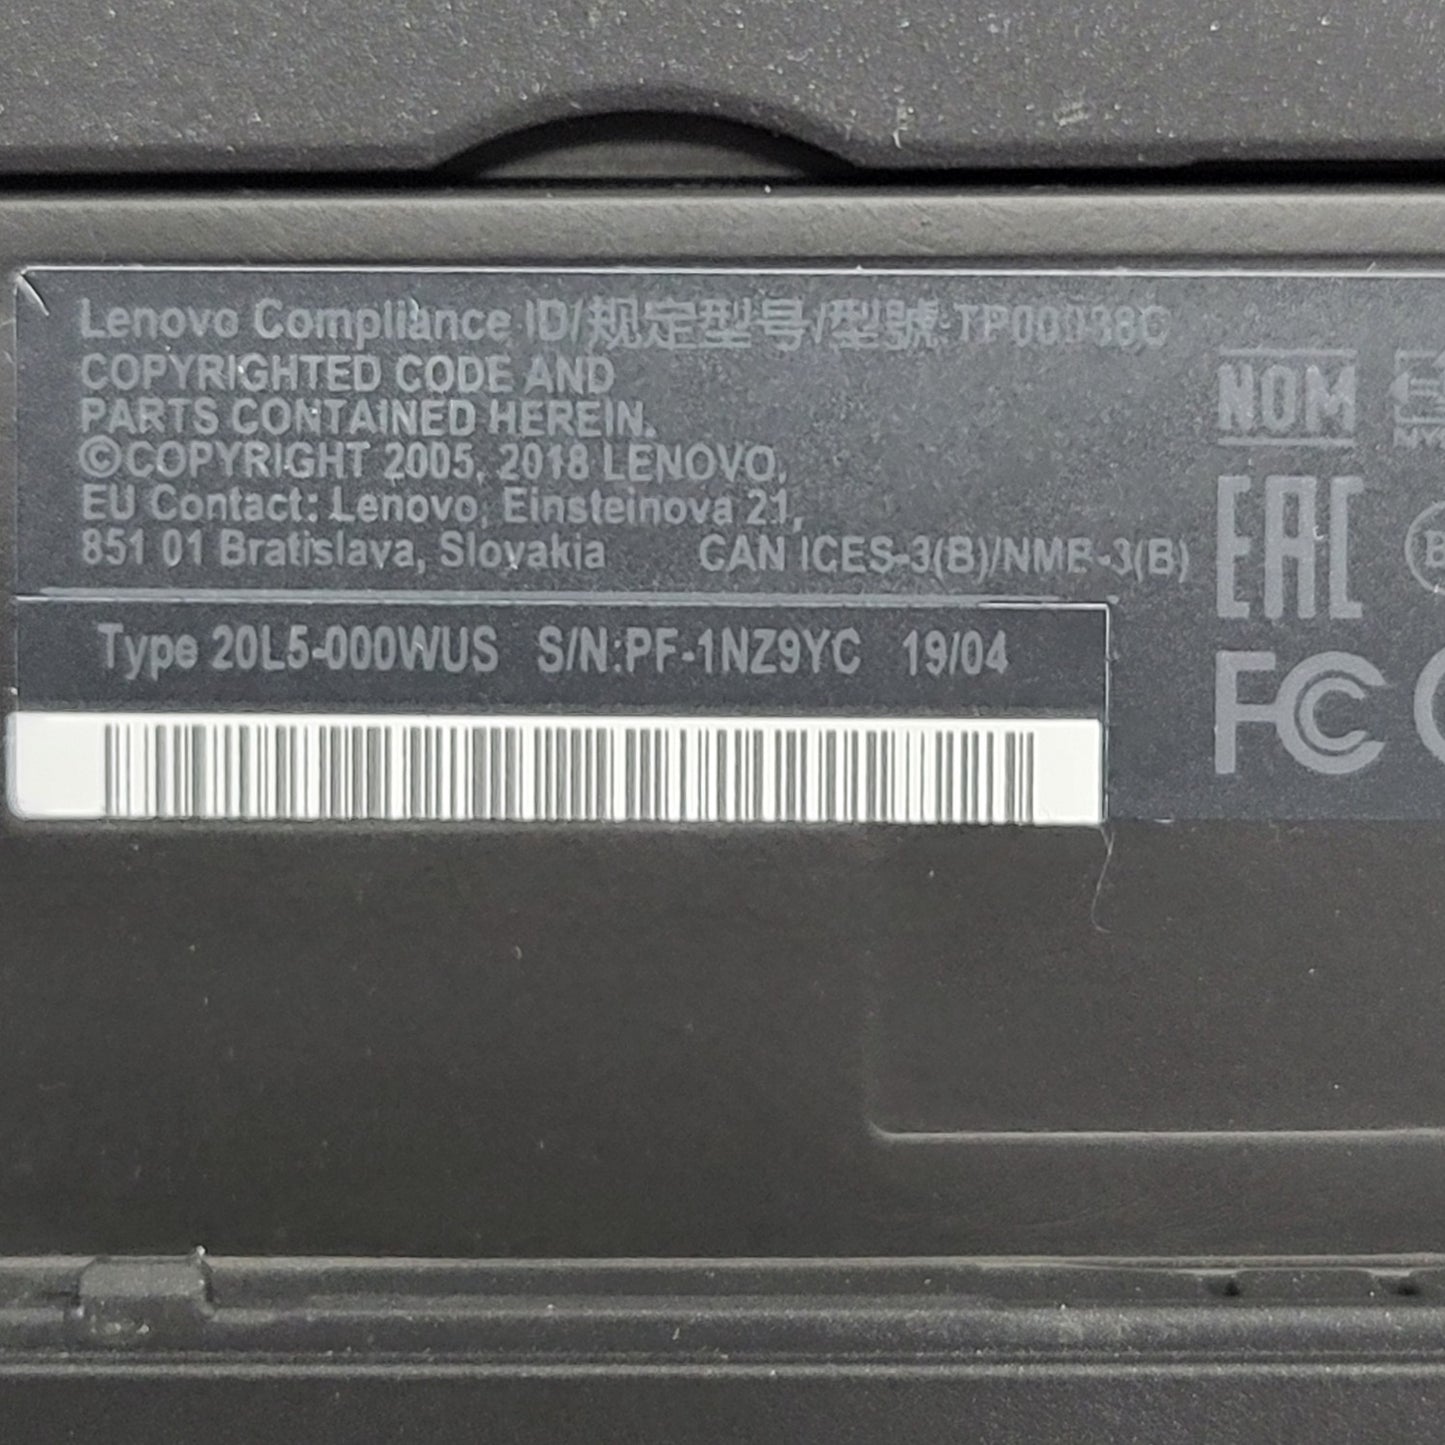 Lenovo Compliance ID/规定型号/型號
COPYRIGHTED CODE AND
PARTS CONTAINED HEREIN.
©COPYRIGHT 2005, 2018 LENOVO.
EU Contact: Lenovo, Einsteinova 21,
851 01 Bratislava, Slovakia CAN ICES-3(B)/NMB-3(B)
Type 20L5-000WUS S/N:PF-1NZ9YC 19/04
NOM
EAC
FC